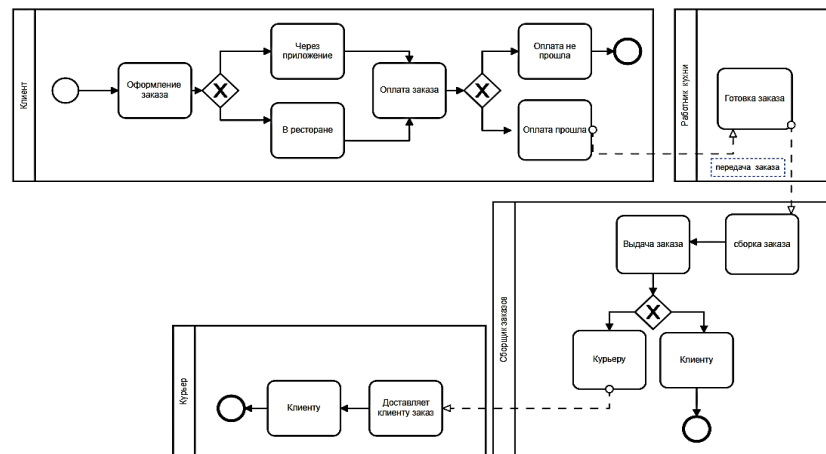 Клиент
Оформление
заказа
Через
приложение
В ресторане
Оплата заказа
Оплата не
прошла
Оплата прошла
Работник кухни
Готовка заказа
передача заказа
Сборщик заказов
Выдача заказа
сборка заказа
Курьеру
Клиенту
Курьер
Клиенту
Доставляет
клиенту заказ